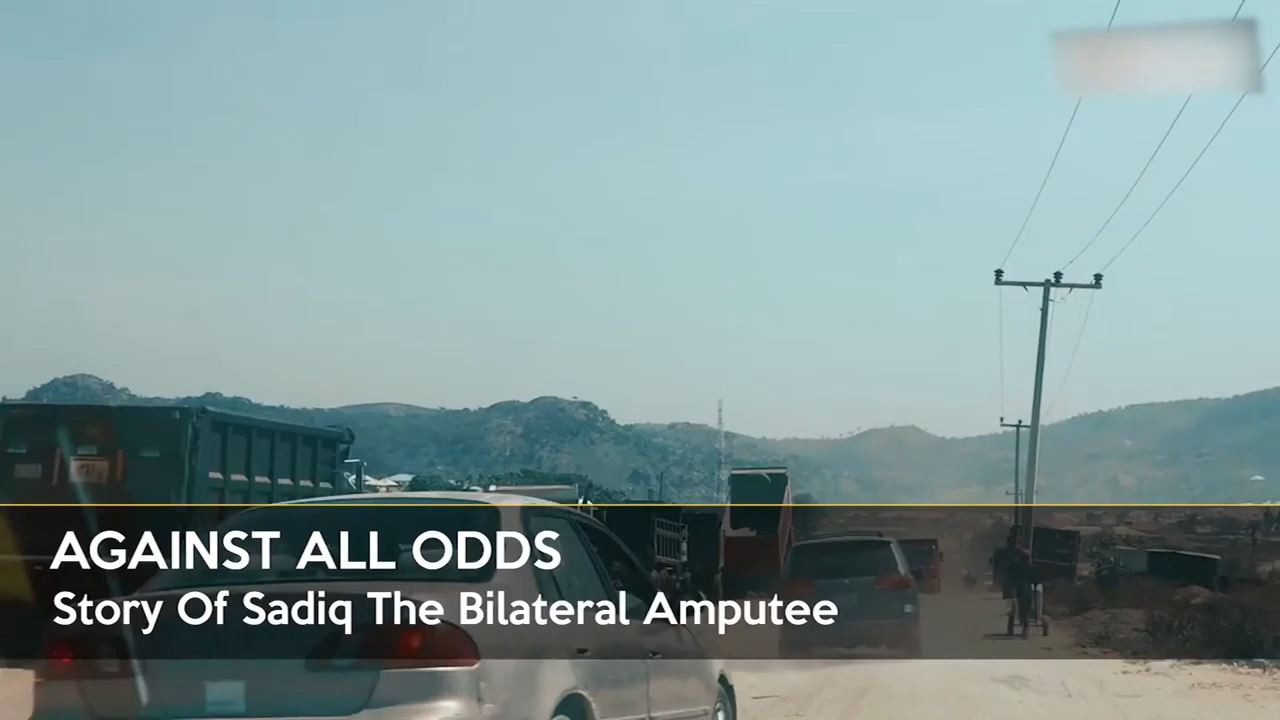 AGAINST ALL ODDS
Story Of Sadiq The Bilateral Amputee